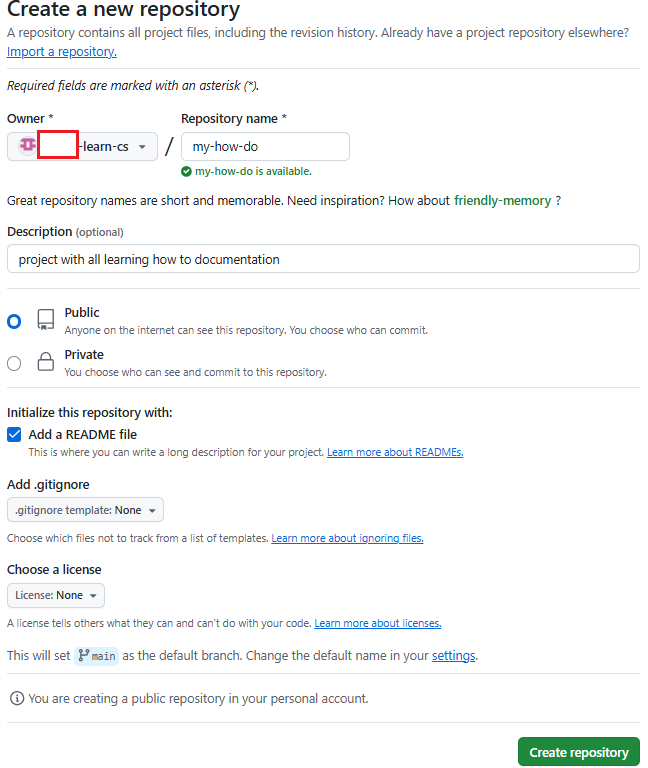 Create a new repository
A repository contains all project files, including the revision history. Already have a project repository elsewhere?
Import a repository.
Required fields are marked with an asterisk (*).
Owner * Repository name *
-learn-cs / my-how-do
my-how-do is available.
Great repository names are short and memorable. Need inspiration? How about friendly-memory ?
Description (optional)
project with all learning how to documentation
Public
Anyone on the internet can see this repository. You choose who can commit.
Private
You choose who can see and commit to this repository.
Initialize this repository with:
Add a README file
This is where you can write a long description for your project. Learn more about READMEs.
Add .gitignore
.gitignore template: None
Choose which files not to track from a list of templates. Learn more about ignoring files.
Choose a license
License: None
A license tells others what they can and can't do with your code. Learn more about licenses.
This will set main as the default branch. Change the default name in your settings.
You are creating a public repository in your personal account.
Create repository